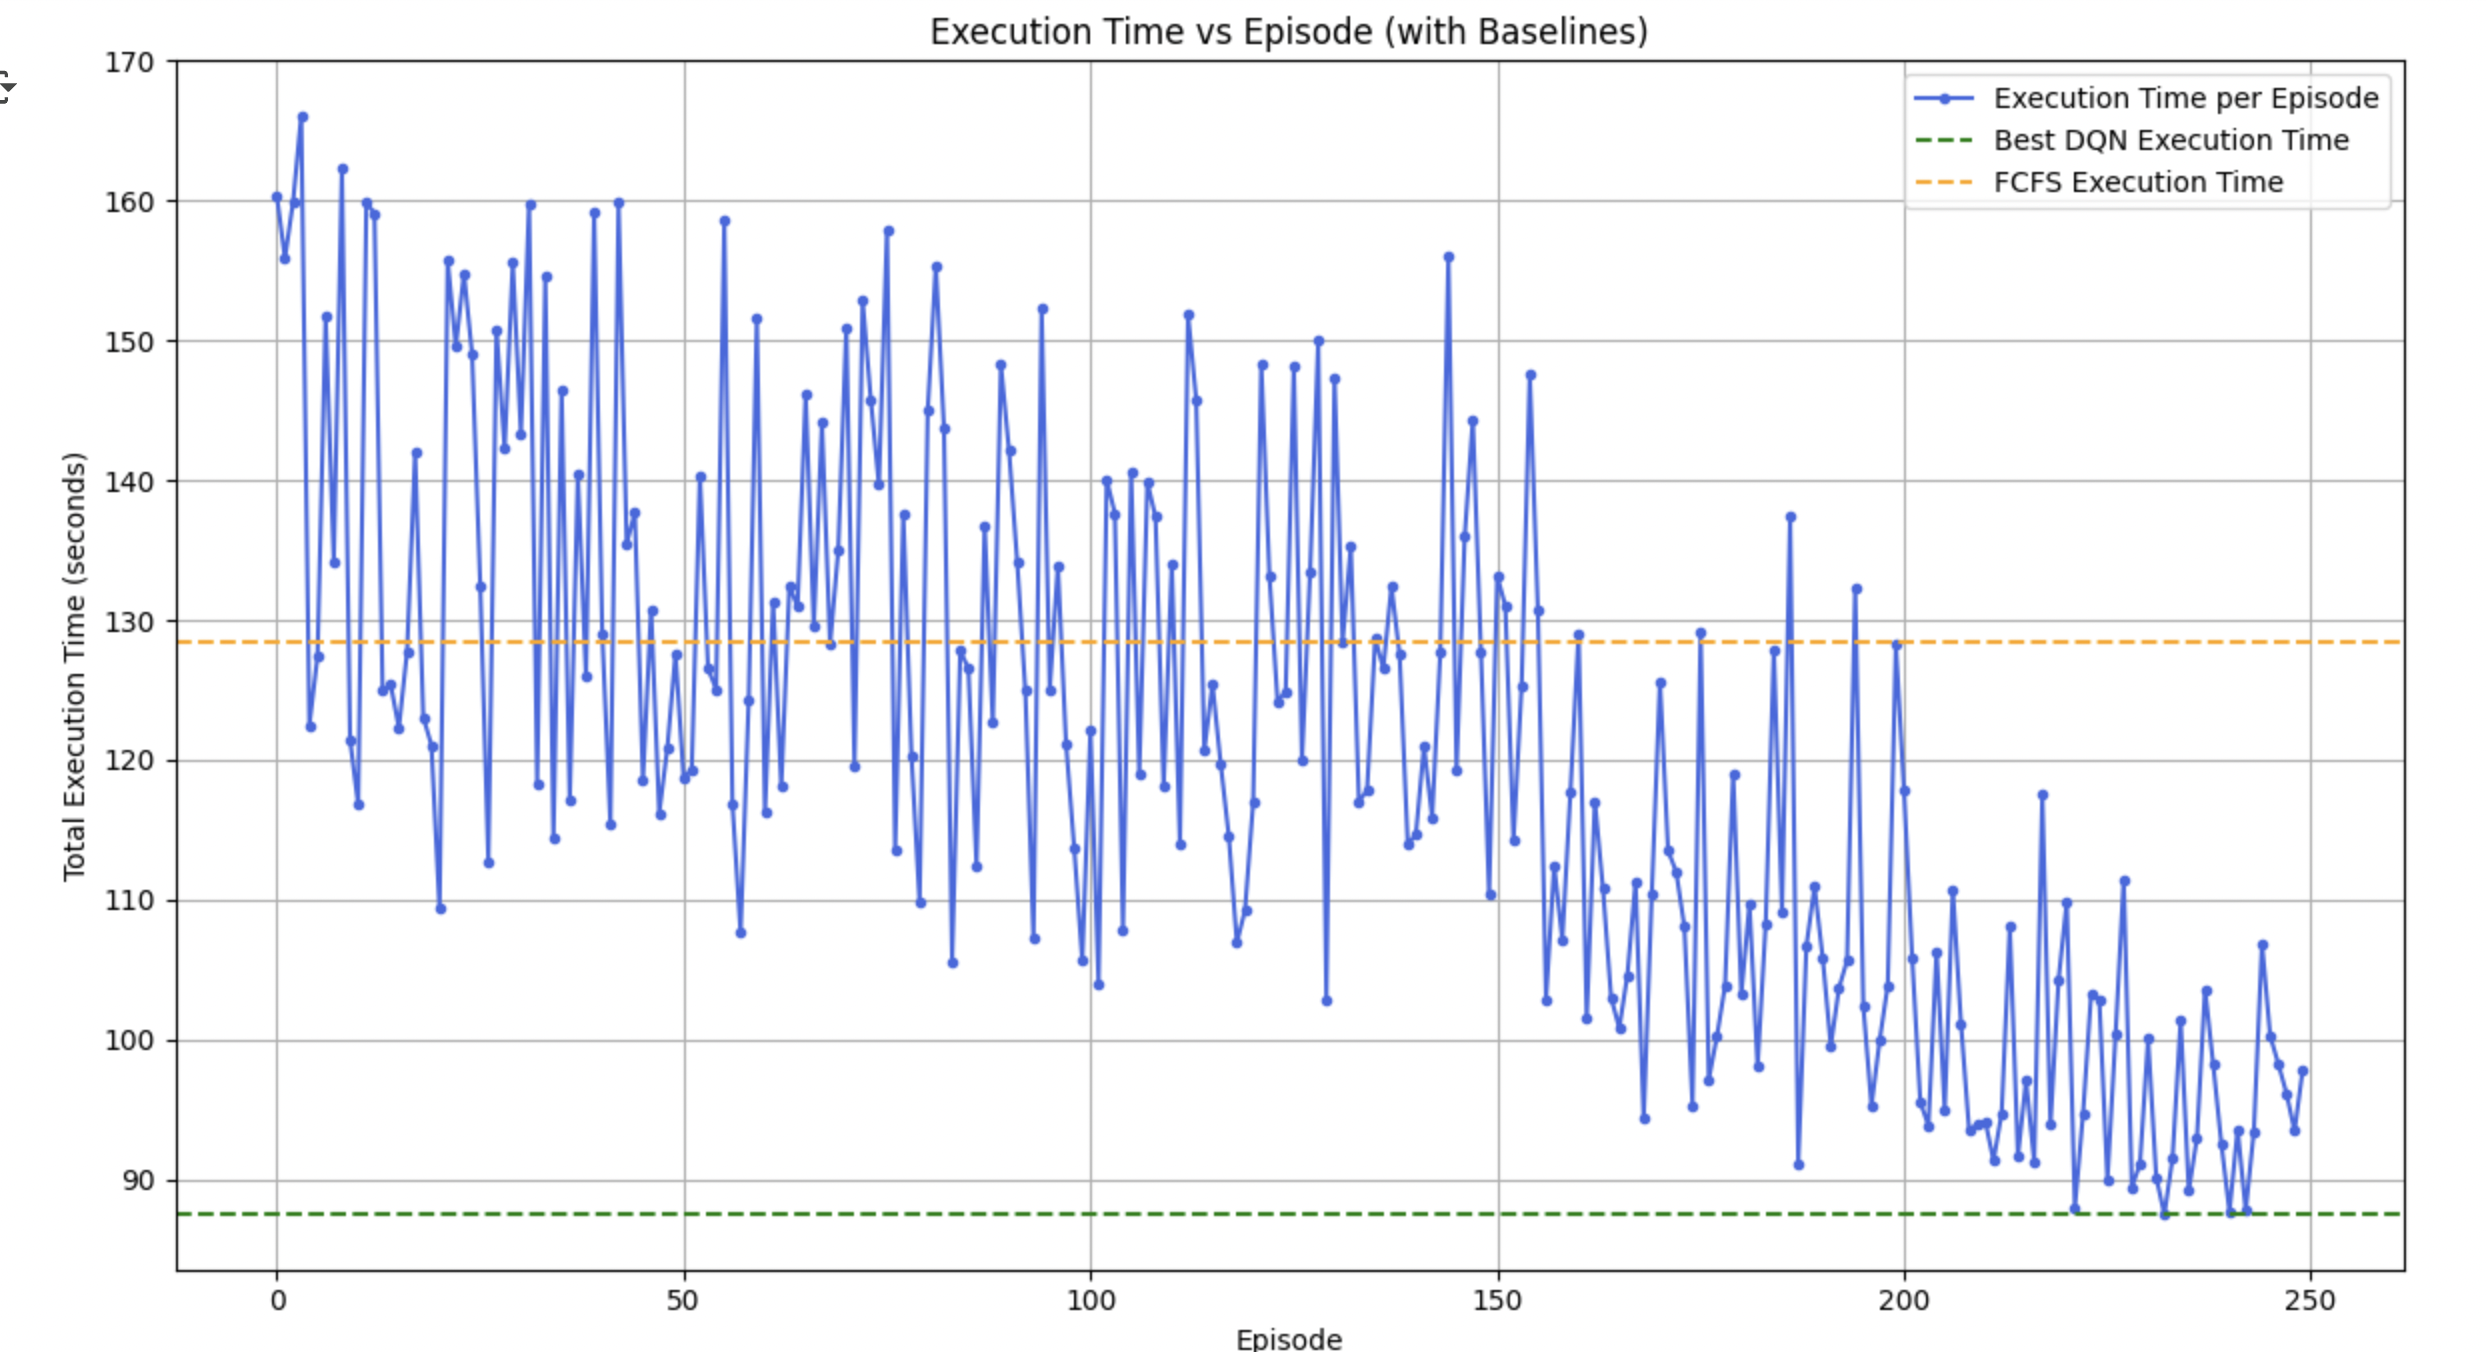 Execution Time vs Episode (with Baselines)
Execution Time per Episode
Best DQN Execution Time
FCFS Execution Time
Total Execution Time (seconds)
170
160
150
140
130
120
110
100
90
0 50 100 150 200 250
Episode